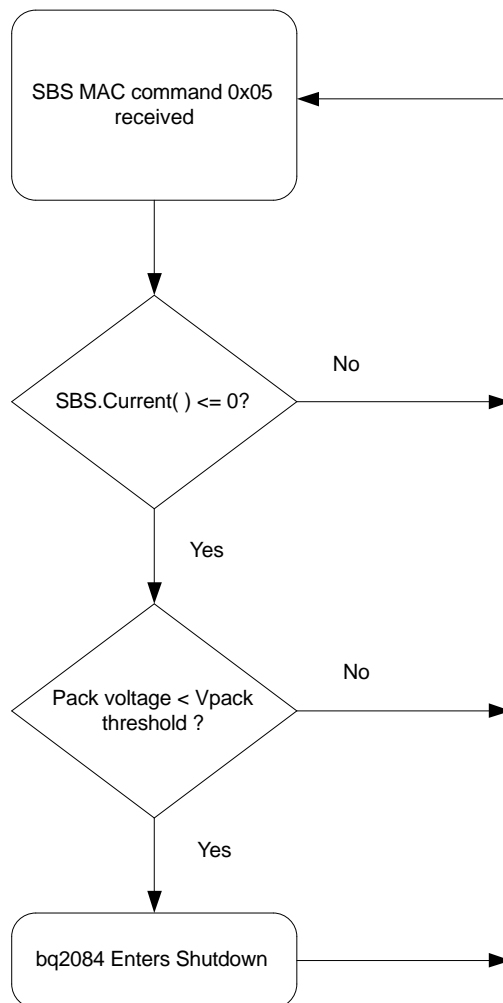 SBS MAC command 0x05
received
No
SBS.Current( ) <= 0?
Yes
No
Pack voltage < Vpack
threshold ?
Yes
bq2084 Enters Shutdown